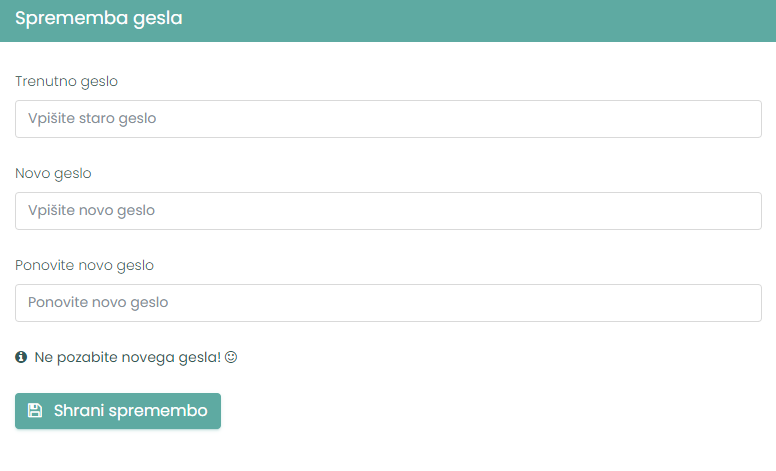 Sprememba gesla
Trenutno geslo
Vpišite staro geslo
Novo geslo
Vpišite novo geslo
Ponovite novo geslo
Ponovite novo geslo
Ne pozabite novega gesla! ☺
Shrani spremembo